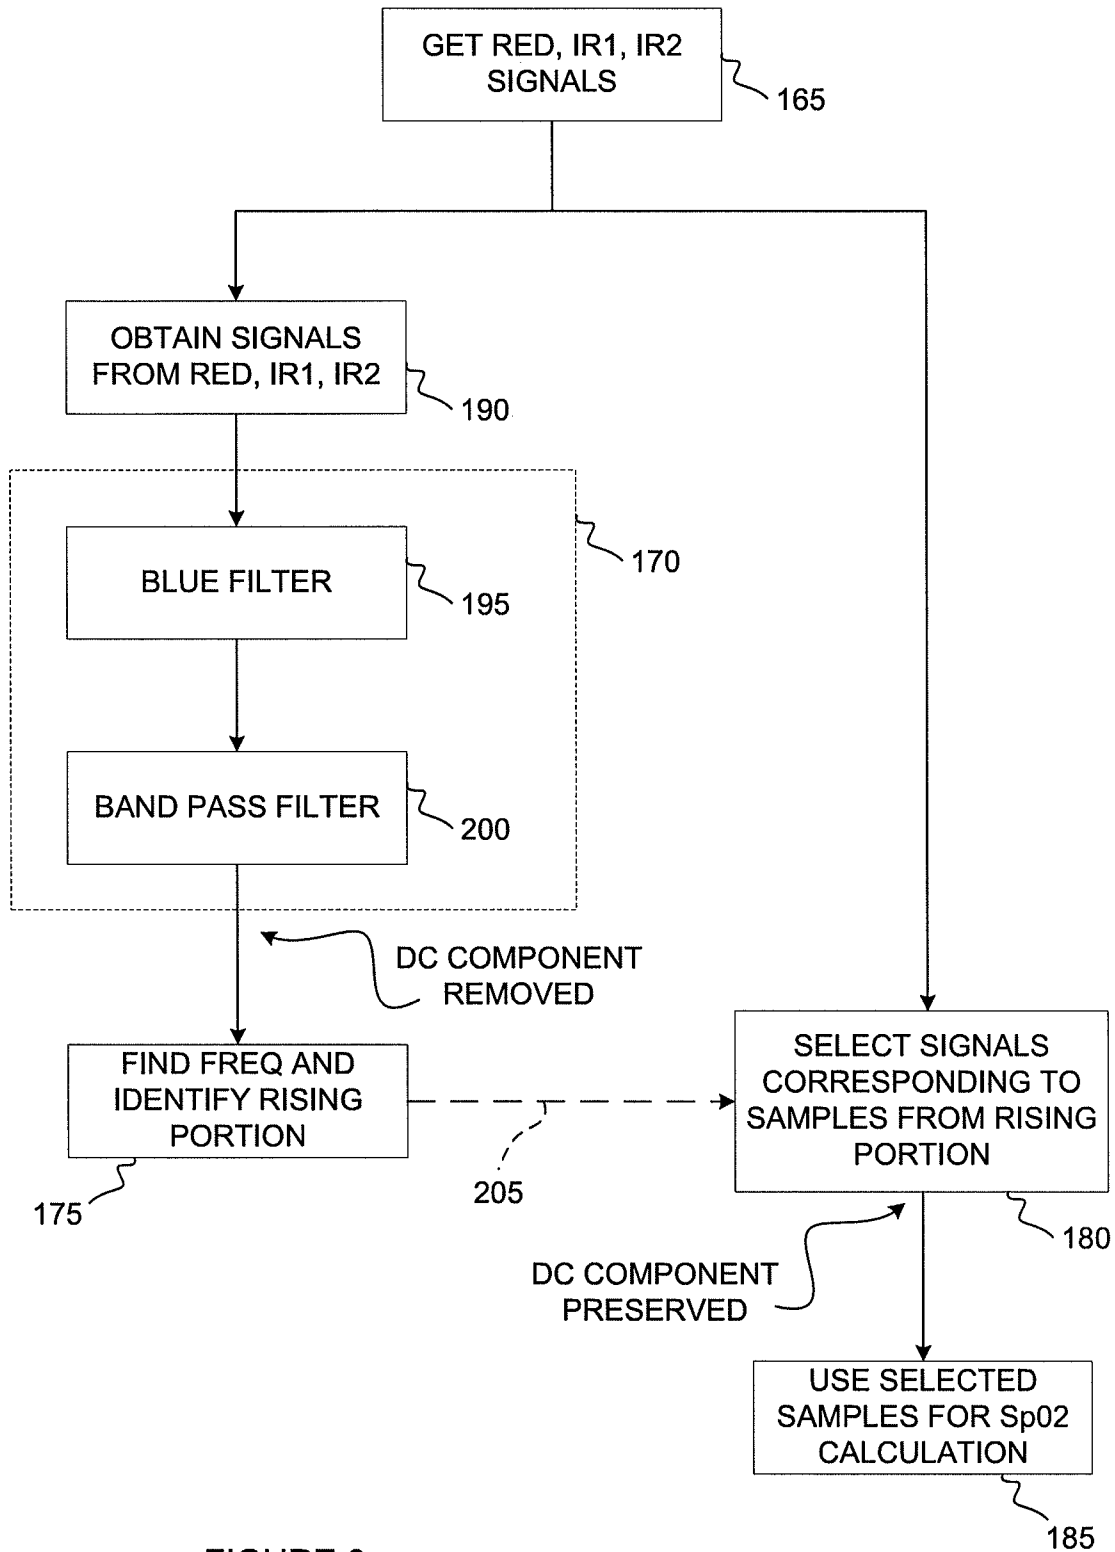 GET RED, IR1, IR2
SIGNALS
165
OBTAIN SIGNALS
FROM RED, IR1, IR2
190
170
BLUE FILTER
195
BAND PASS FILTER
200
DC COMPONENT
REMOVED
FIND FREQ AND
IDENTIFY RISING
PORTION
175
205
SELECT SIGNALS
CORRESPONDING TO
SAMPLES FROM RISING
PORTION
180
DC COMPONENT
PRESERVED
USE SELECTED
SAMPLES FOR Sp02
CALCULATION
185